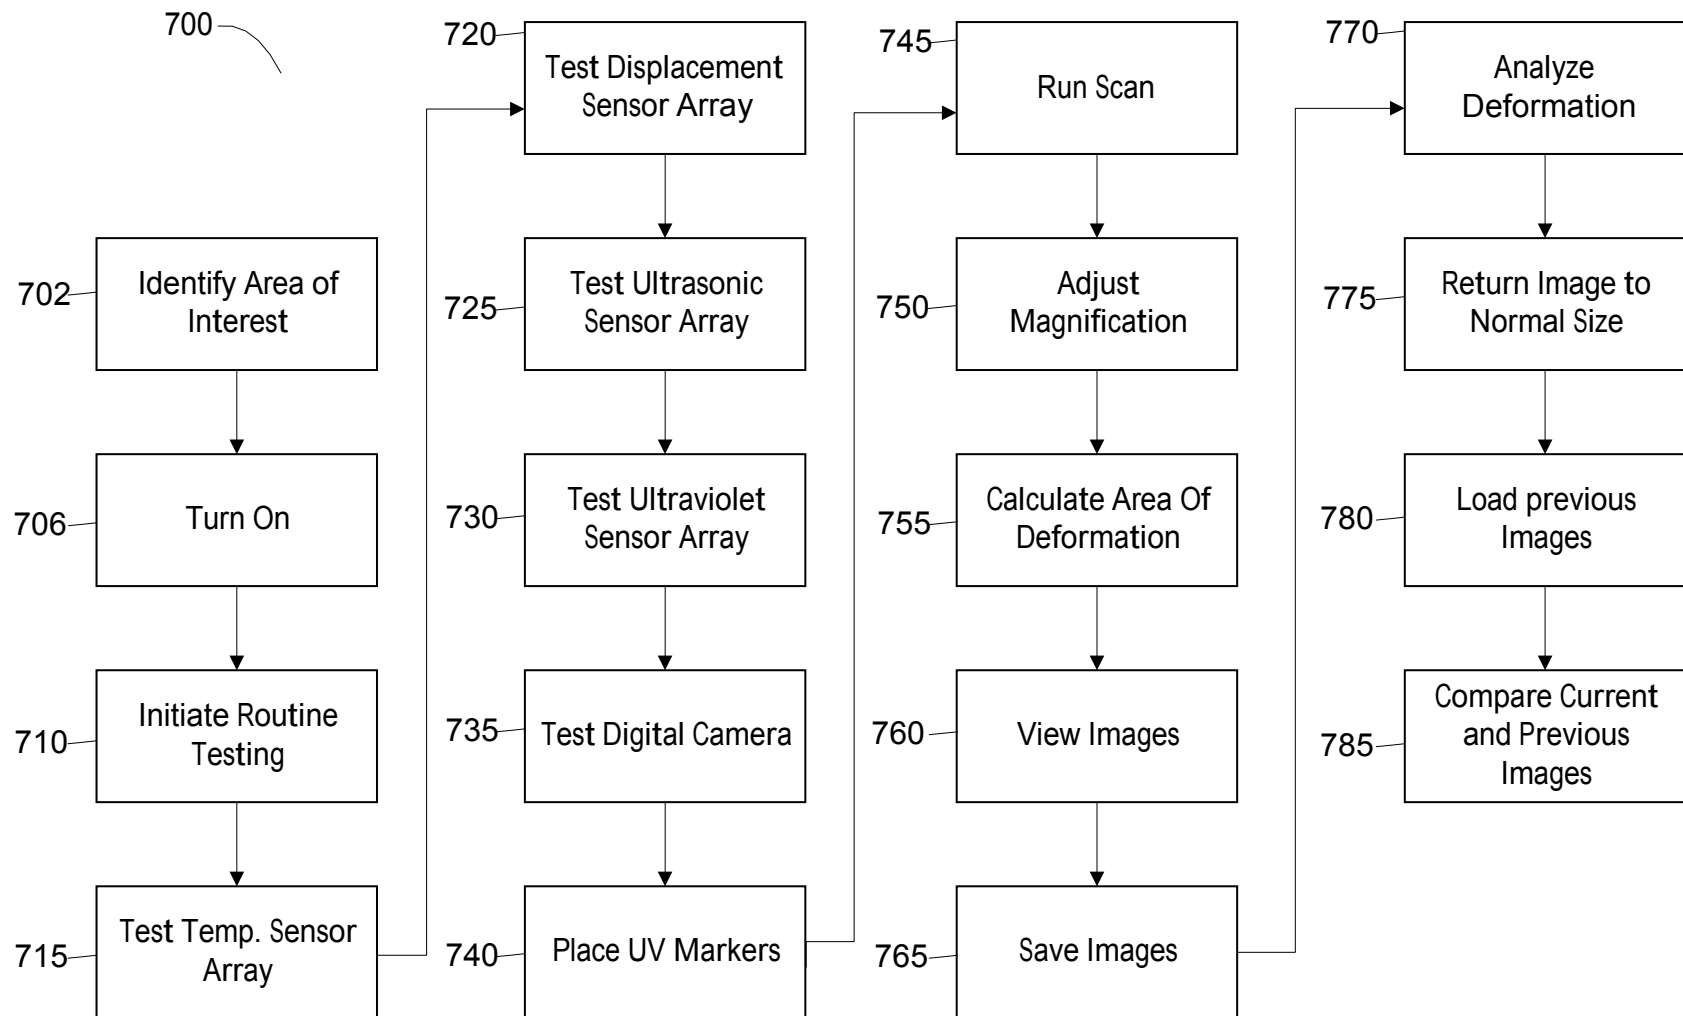 700
702
Identify Area of
Interest
706
Turn On
710
Initiate Routine
Testing
715
Test Temp. Sensor
Array
720
Test Displacement
Sensor Array
725
Test Ultrasonic
Sensor Array
730
Test Ultraviolet
Sensor Array
735
Test Digital Camera
740
Place UV Markers
745
Run Scan
750
Adjust
Magnification
755
Calculate Area Of
Deformation
760
View Images
765
Save Images
770
Analyze
Deformation
775
Return Image to
Normal Size
780
Load previous
Images
785
Compare Current
and Previous
Images